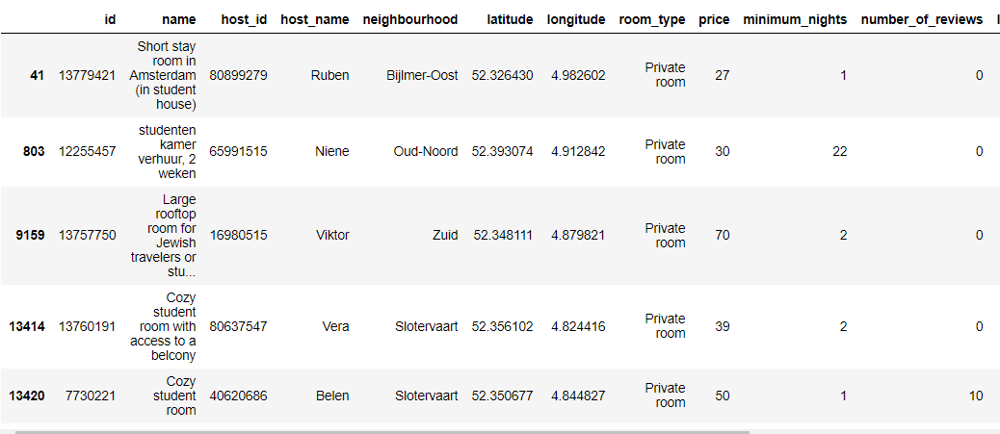 id name host_id host_name neighbourhood latitude longitude room_type price minimum_nights number_of_reviews l
41 13779421 Short stay room in Amsterdam (in student house) 80899279 Ruben Bijlmer-Oost 52.326430 4.982602 Private room 27 1 0
803 12255457 studenten kamer verhuur, 2 weken 65991515 Niene Oud-Noord 52.393074 4.912842 Private room 30 22 0
9159 13757750 Large rooftop room for Jewish travelers or stu... 16980515 Viktor Zuid 52.348111 4.879821 Private room 70 2 0
13414 13760191 Cozy student room with access to a belcony 80637547 Vera Slotervaart 52.356102 4.824416 Private room 39 2 0
13420 7730221 Cozy student room 40620686 Belen Slotervaart 52.350677 4.844827 Private room 50 1 10